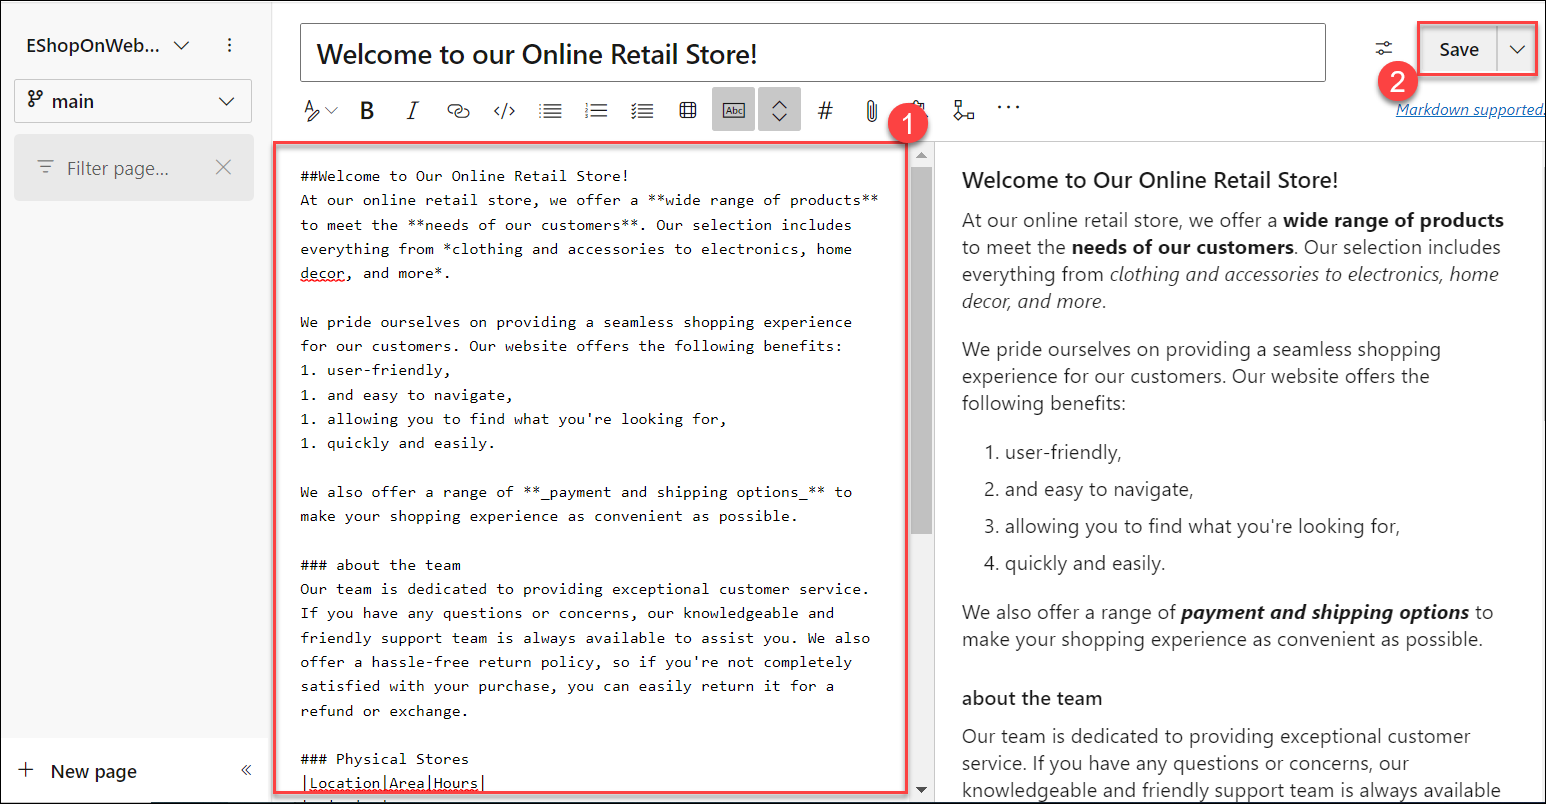 EShopOnWeb...
main
Filter page...
New page
Welcome to our Online Retail Store!
B I </> Abc # ...
Save
1
2
Markdown supported.
##Welcome to Our Online Retail Store!
At our online retail store, we offer a **wide range of products**
to meet the **needs of our customers**. Our selection includes
everything from *clothing and accessories to electronics, home
decor, and more*.
We pride ourselves on providing a seamless shopping experience
for our customers. Our website offers the following benefits:
1. user-friendly,
1. and easy to navigate,
1. allowing you to find what you're looking for,
1. quickly and easily.
We also offer a range of **_payment and shipping options_** to
make your shopping experience as convenient as possible.
### about the team
Our team is dedicated to providing exceptional customer service.
If you have any questions or concerns, our knowledgeable and
friendly support team is always available to assist you. We also
offer a hassle-free return policy, so if you're not completely
satisfied with your purchase, you can easily return it for a
refund or exchange.
### Physical Stores
|Location|Area|Hours|
Welcome to Our Online Retail Store!
At our online retail store, we offer a wide range of products
to meet the needs of our customers. Our selection includes
everything from clothing and accessories to electronics, home
decor, and more.
We pride ourselves on providing a seamless shopping
experience for our customers. Our website offers the
following benefits:
1. user-friendly,
2. and easy to navigate,
3. allowing you to find what you're looking for,
4. quickly and easily.
We also offer a range of payment and shipping options to
make your shopping experience as convenient as possible.
about the team
Our team is dedicated to providing exceptional customer
service. If you have any questions or concerns, our
knowledgeable and friendly support team is always available